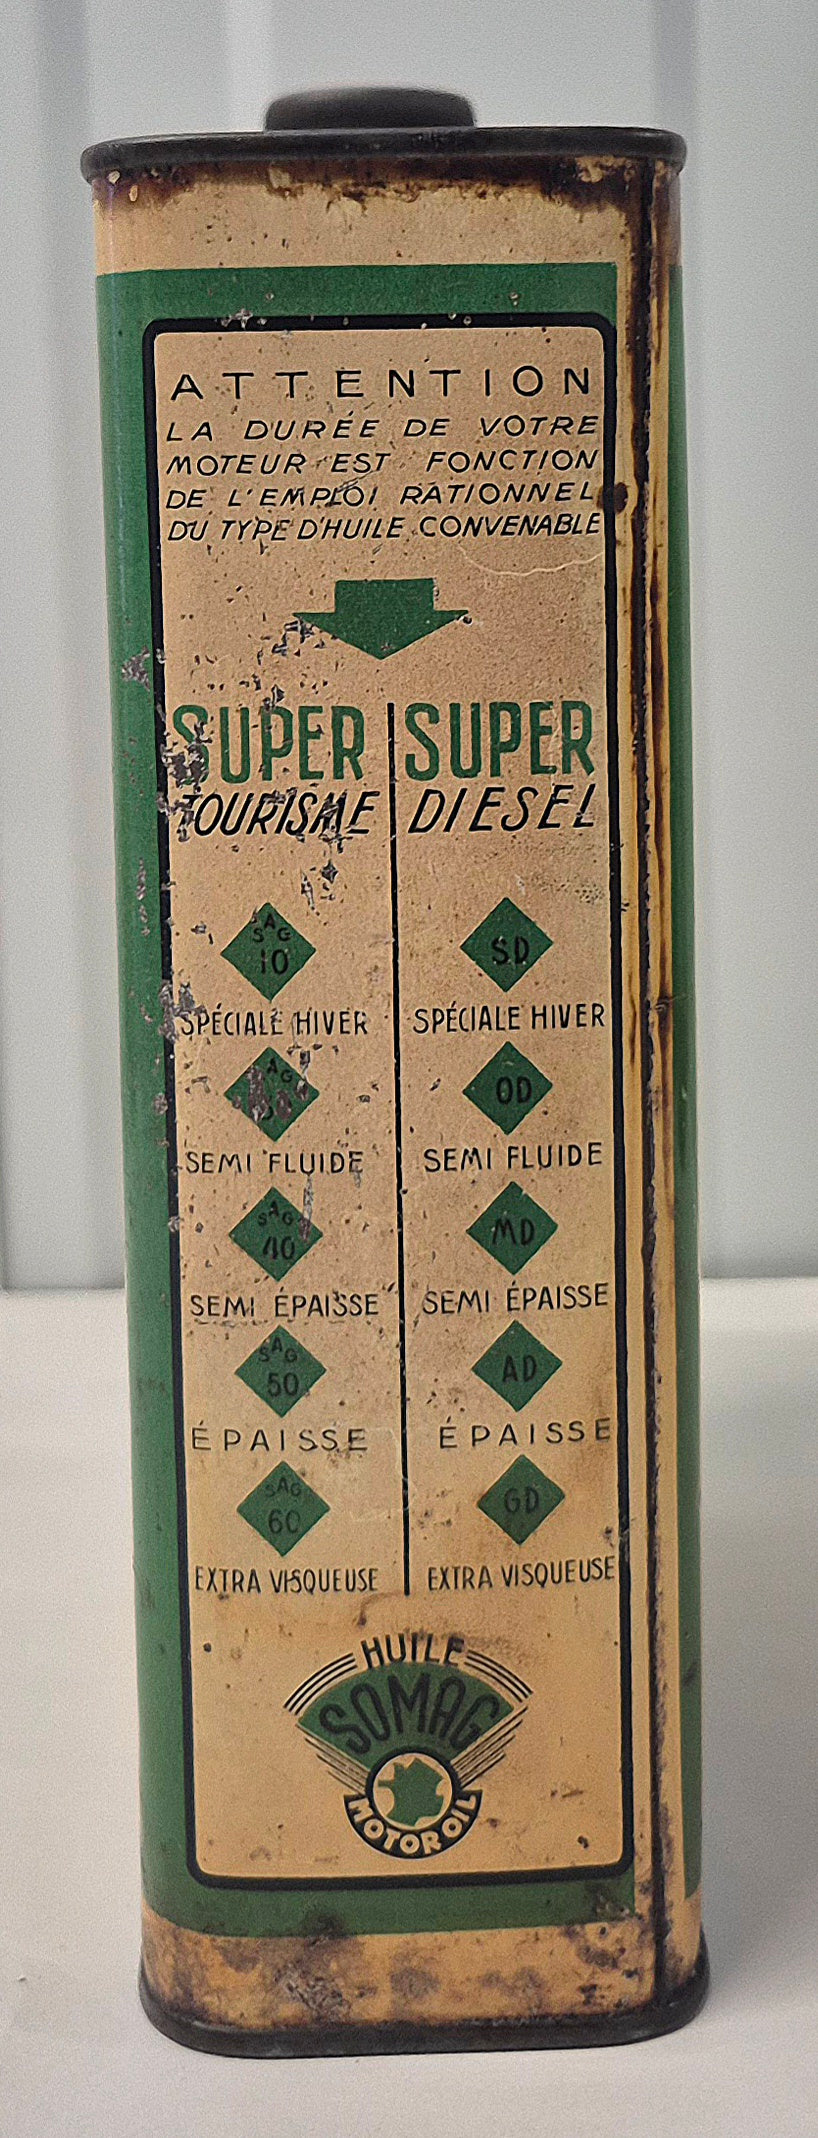 ATTENTION
LA DURÉE DE VOTRE
MOTEUR EST FONCTION
DE L'EMPLOI RATIONNEL
DU TYPE D'HUILE CONVENABLE
SUPER
TOURISME
SAG
10
SPÉCIALE HIVER
AG
SEMI FLUIDE
SAG
40
SEMI ÉPAISSE
SAG
50
ÉPAISSE
SAG
60
EXTRA VISQUEUSE
SUPER
DIESEL
SD
SPÉCIALE HIVER
OD
SEMI FLUIDE
MD
SEMI ÉPAISSE
AD
ÉPAISSE
GD
EXTRA VISQUEUSE
HUILE
SOMAG
MOTOR OIL